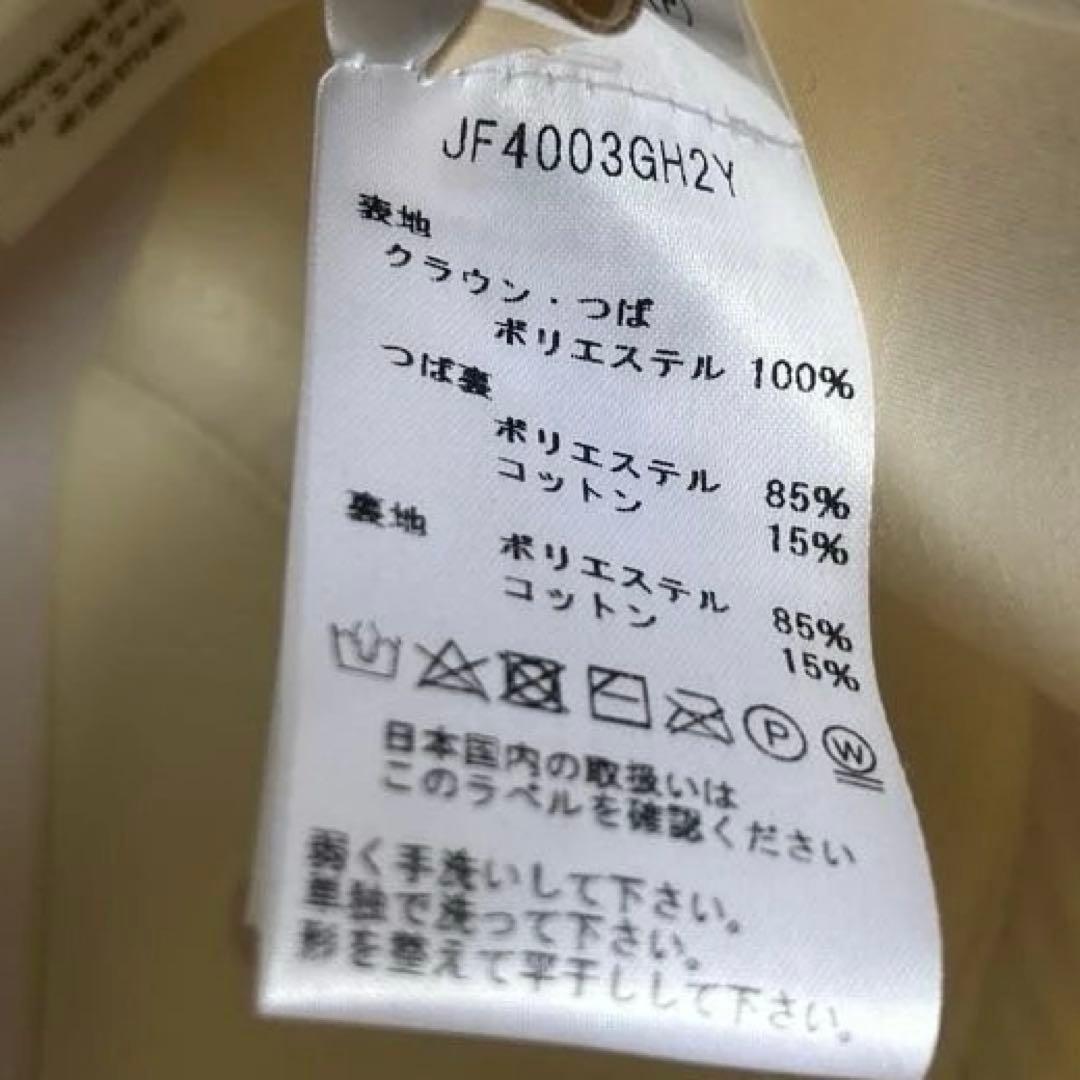 JF4003GH2Y
表地
クラウン・つば
ポリエステル 100%
つば裏
ポリエステル 85%
コットン 15%
裏地
ポリエステル 85%
コットン 15%
P
W
日本国内の取扱いは
このラベルを確認ください
弱く手洗いして下さい。
単独で洗って下さい。
形を整えて平干しして下さい。